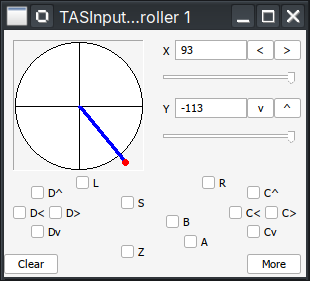 TASInput...roller 1
X 93 < >
Y -113 v ^
L R
D^ C^
S
D< D> C< C>
B
Dv Cv
A
Z
Clear More